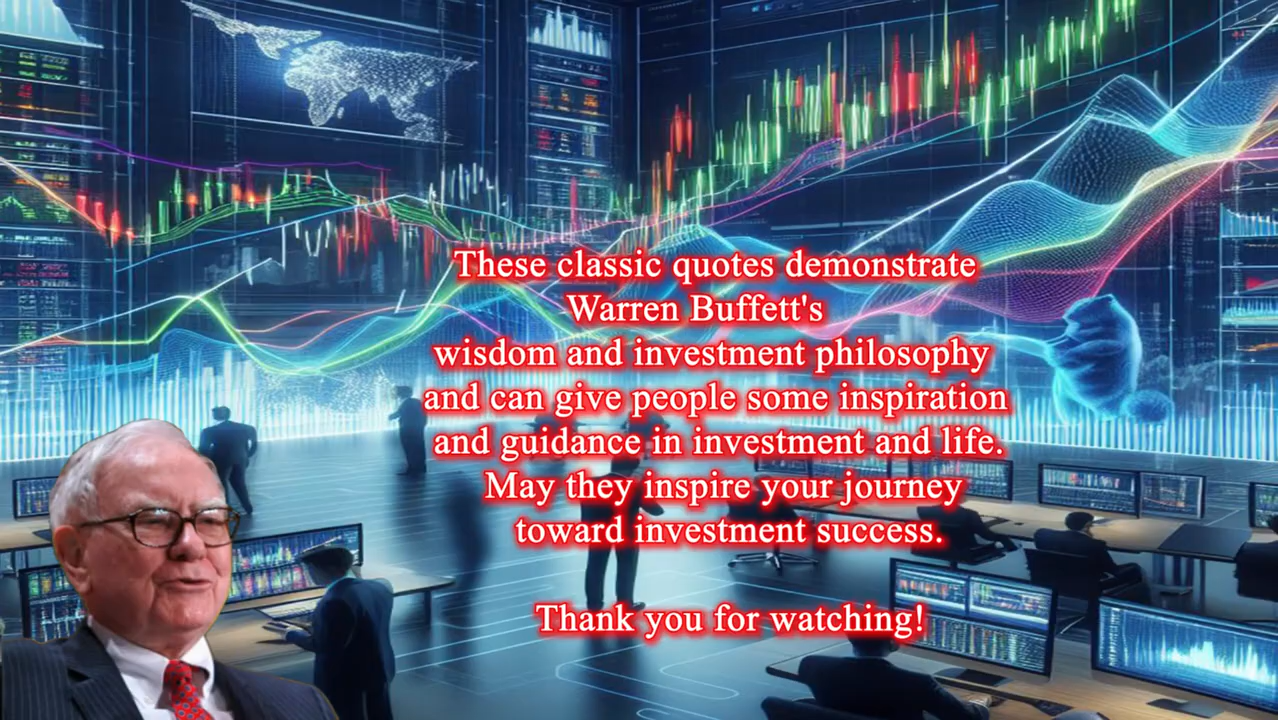 These classic quotes demonstrate
Warren Buffett's
wisdom and investment philosophy
and can give people some inspiration
and guidance in investment and life.
May they inspire your journey
toward investment success.
Thank you for watching!